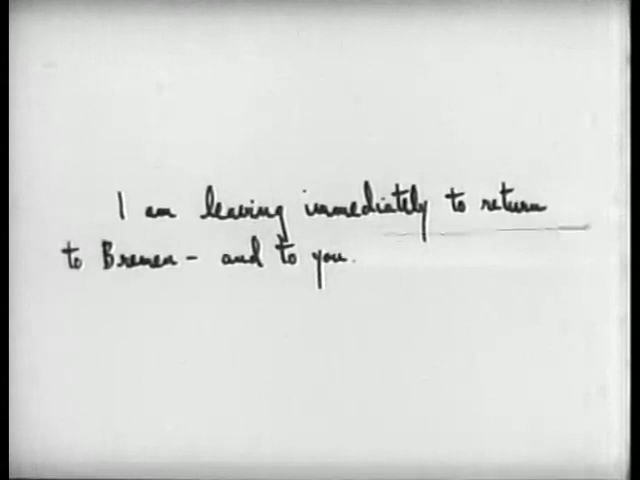 I am leaving immediately to return
to Bremen - and to you.